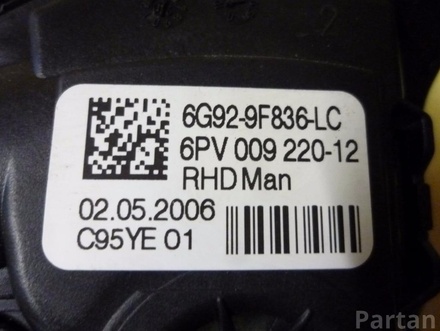 6G92-9F836-LC
6PV 009 220-12
RHD Man
02.05.2006
C95YE 01
Partan